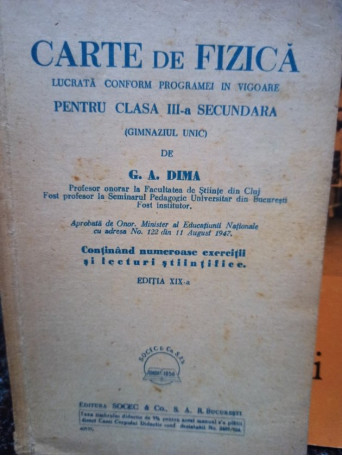 CARTE DE FIZICĂ
LUCRATĂ CONFORM PROGRAMEI IN VIGOARE
PENTRU CLASA III-a SECUNDARA
(GIMNAZIUL UNIC)
DE
G. A. DIMA
Profesor onorar la Facultatea de Științe din Cluj
Fost profesor la Seminarul Pedagogic Universitar din București
Fost institutor.
Aprobată de Onor. Minister al Educațiunii Naționale
cu adresa No. 122 din 11 August 1947.
Conținând numeroase exerciții
și lecturi științifice.
EDIȚIA XIX-a
SOCEC & Co. S.A.R.
EDITURA SOCEC & CO., S. A. R. BUCUREȘTI
i